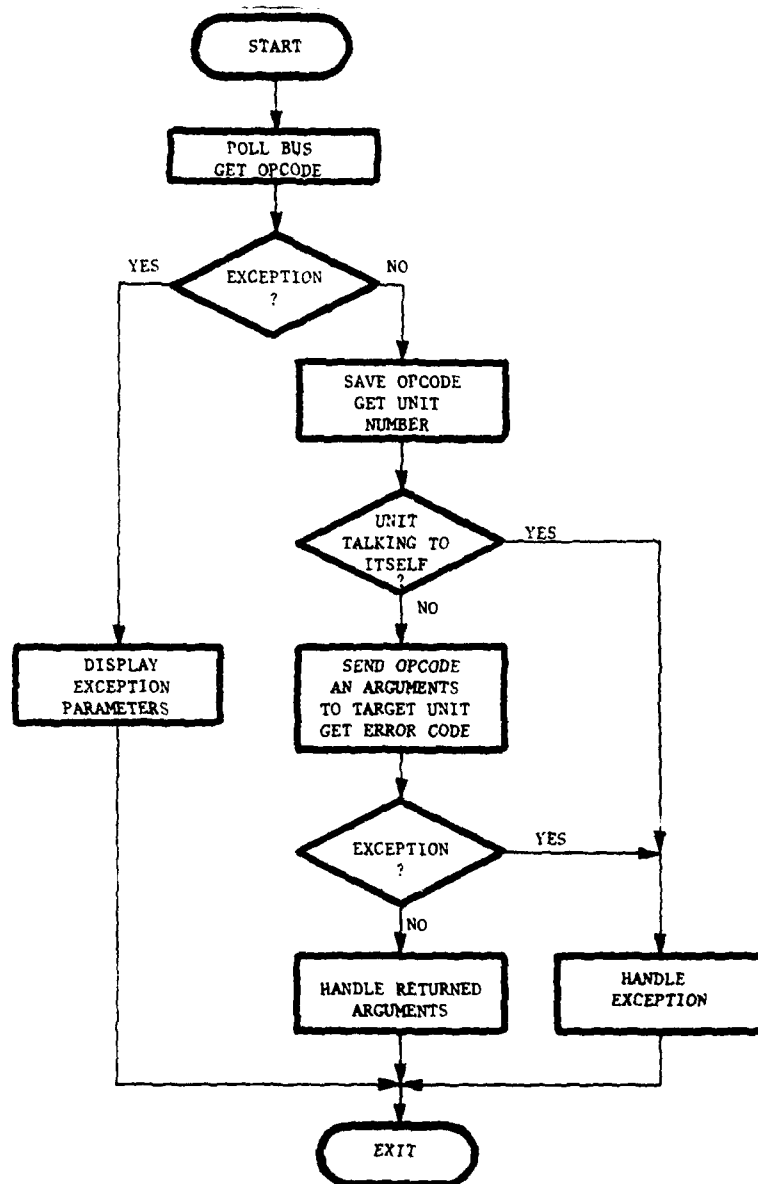 START
POLL BUS
GET OPCODE
YES
EXCEPTION
?
NO
SAVE OPCODE
GET UNIT
NUMBER
UNIT
TALKING TO
ITSELF
?
YES
NO
DISPLAY
EXCEPTION
PARAMETERS
SEND OPCODE
AN ARGUMENTS
TO TARGET UNIT
GET ERROR CODE
EXCEPTION
?
YES
NO
HANDLE RETURNED
ARGUMENTS
HANDLE
EXCEPTION
EXIT